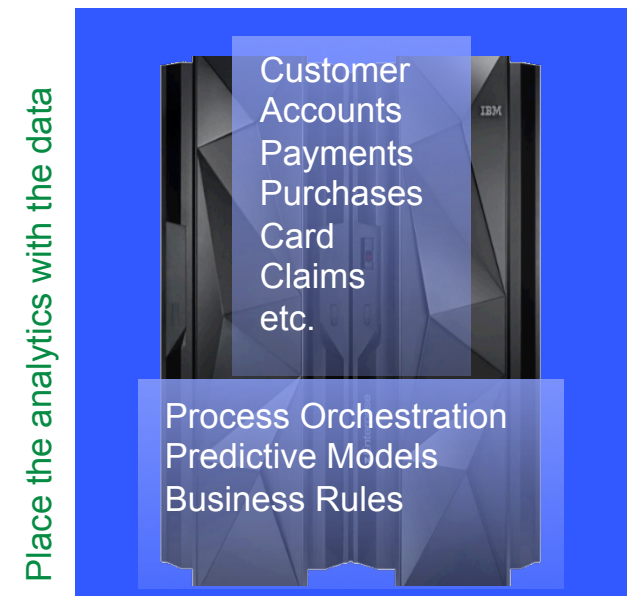 Place the analytics with the data
Customer
Accounts
Payments
Purchases
Card
Claims
etc.
IBM
Process Orchestration
Predictive Models
Business Rules